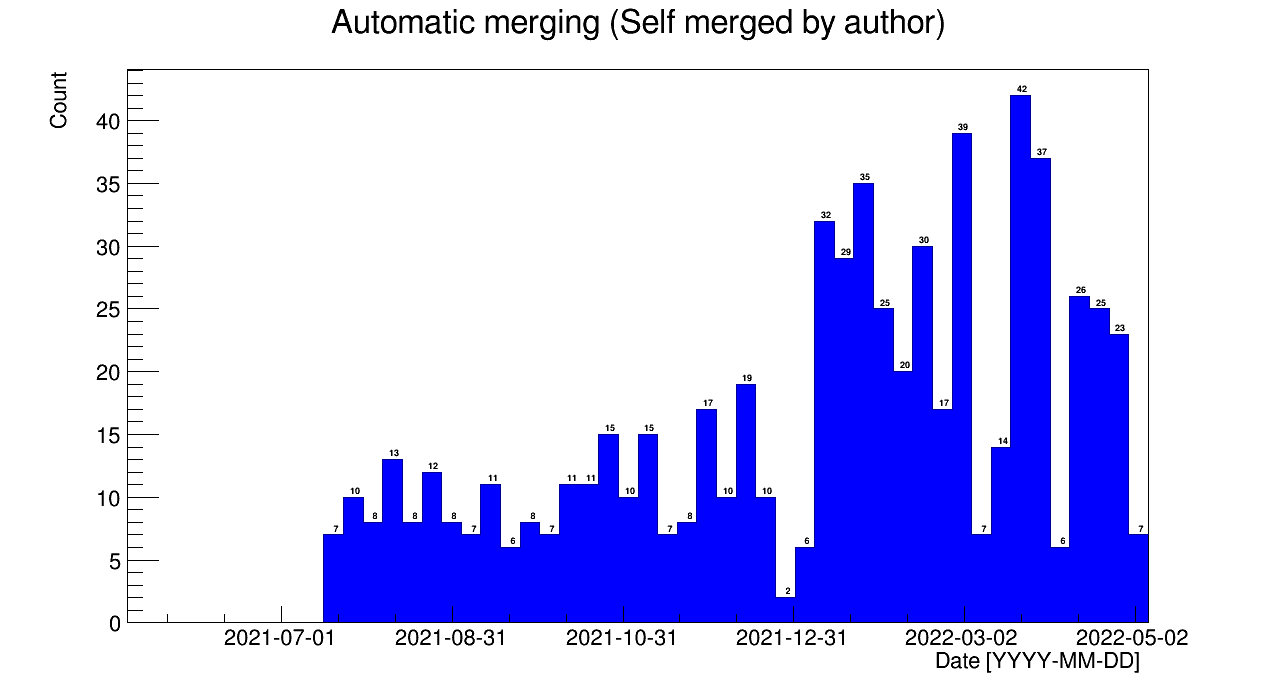 Automatic merging (Self merged by author)
Count
40
35
30
25
20
15
10
5
0
7 10 8 13 8 12 8 7 11 6 8 7 11 11 15 10 15 7 8 17 10 19 10 2 6 32 29 35 25 20 30 17 39 7 14 42 37 6 26 25 23 7
2021-07-01 2021-08-31 2021-10-31 2021-12-31 2022-03-02 2022-05-02
Date [YYYY-MM-DD]